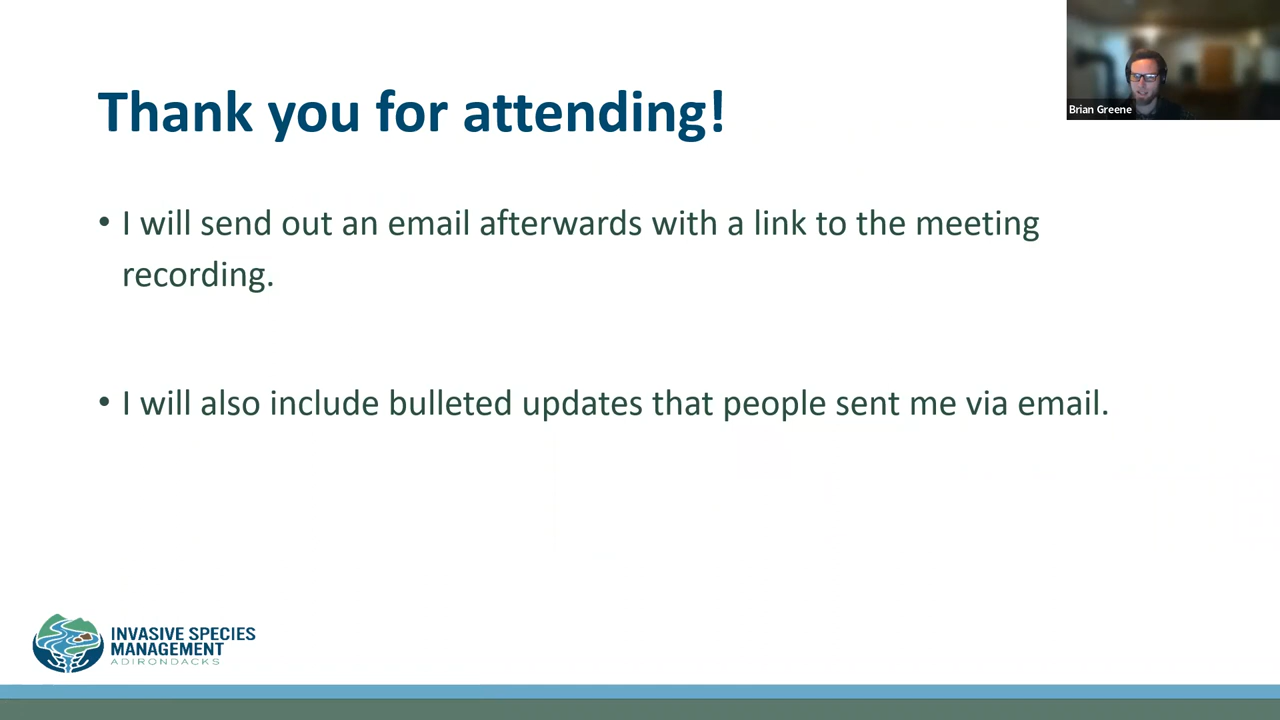 Thank you for attending!
Brian Greene
• I will send out an email afterwards with a link to the meeting
recording.
• I will also include bulleted updates that people sent me via email.
INVASIVE SPECIES
MANAGEMENT
ADIRONDACKS